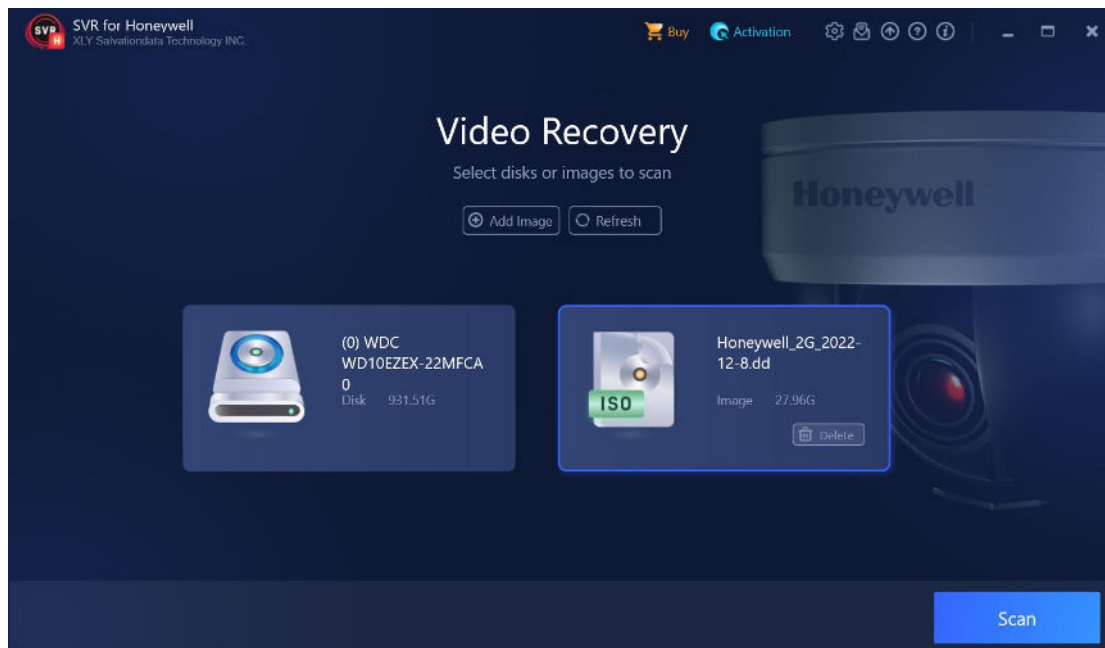 SVR
H
SVR for Honeywell
XLY Salvationdata Technology INC.
Buy
Activation
Video Recovery
Select disks or images to scan
Add Image
Refresh
Honeywell
(0) WDC
WD10EZEX-22MFCA
0
Disk 931.51G
ISO
Honeywell_2G_2022-
12-8.dd
Image 27.96G
Delete
Scan